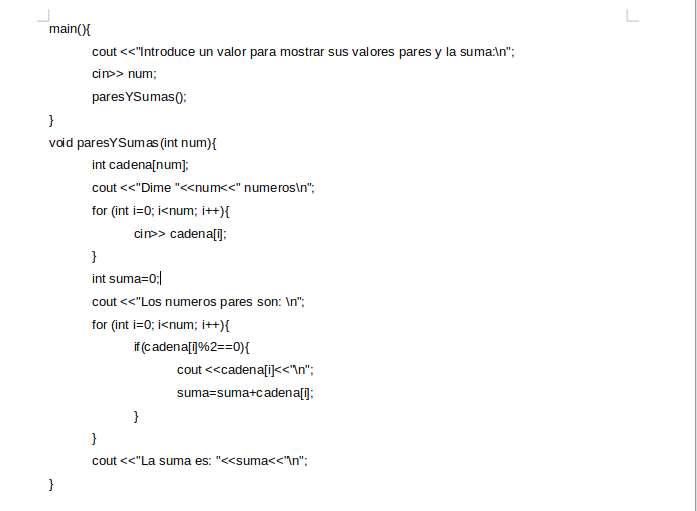 main(){
cout <<"Introduce un valor para mostrar sus valores pares y la suma:\n";
cin>> num;
paresYSumas();
}
void paresYSumas(int num){
int cadena[num];
cout <<"Dime "<<num<<" numeros\n";
for (int i=0; i<num; i++){
cin>> cadena[i];
}
int suma=0;
cout <<"Los numeros pares son: \n";
for (int i=0; i<num; i++){
if(cadena[i]%2==0){
cout <<cadena[i]<<"\n";
suma=suma+cadena[i];
}
}
cout <<"La suma es: "<<suma<<"\n";
}